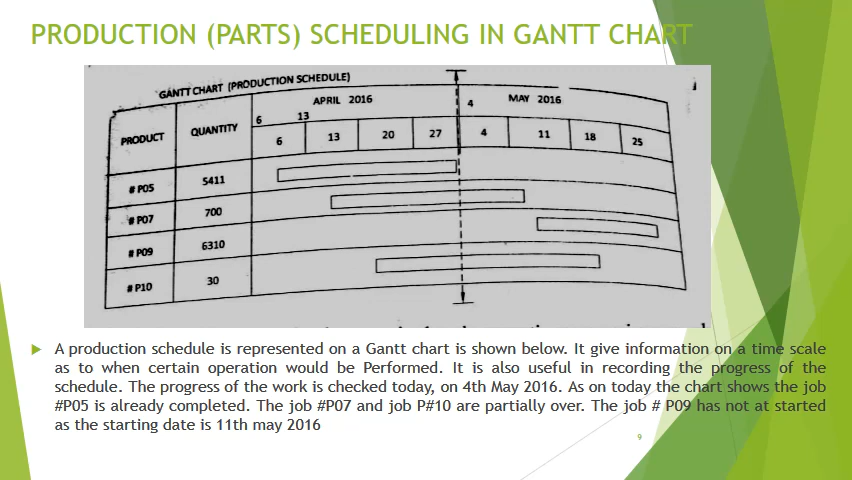 PRODUCTION (PARTS) SCHEDULING IN GANTT CHART
GANTT CHART (PRODUCTION SCHEDULE)
PRODUCT QUANTITY APRIL 2016 4 MAY 2016
6 13
6 13 20 27 4 11 18 25
# P05 5411
# P07 700
# P09 6310
# P10 30
A production schedule is represented on a Gantt chart is shown below. It give information on a time scale
as to when certain operation would be Performed. It is also useful in recording the progress of the
schedule. The progress of the work is checked today, on 4th May 2016. As on today the chart shows the job
#P05 is already completed. The job #P07 and job P#10 are partially over. The job # P09 has not at started
as the starting date is 11th may 2016
9